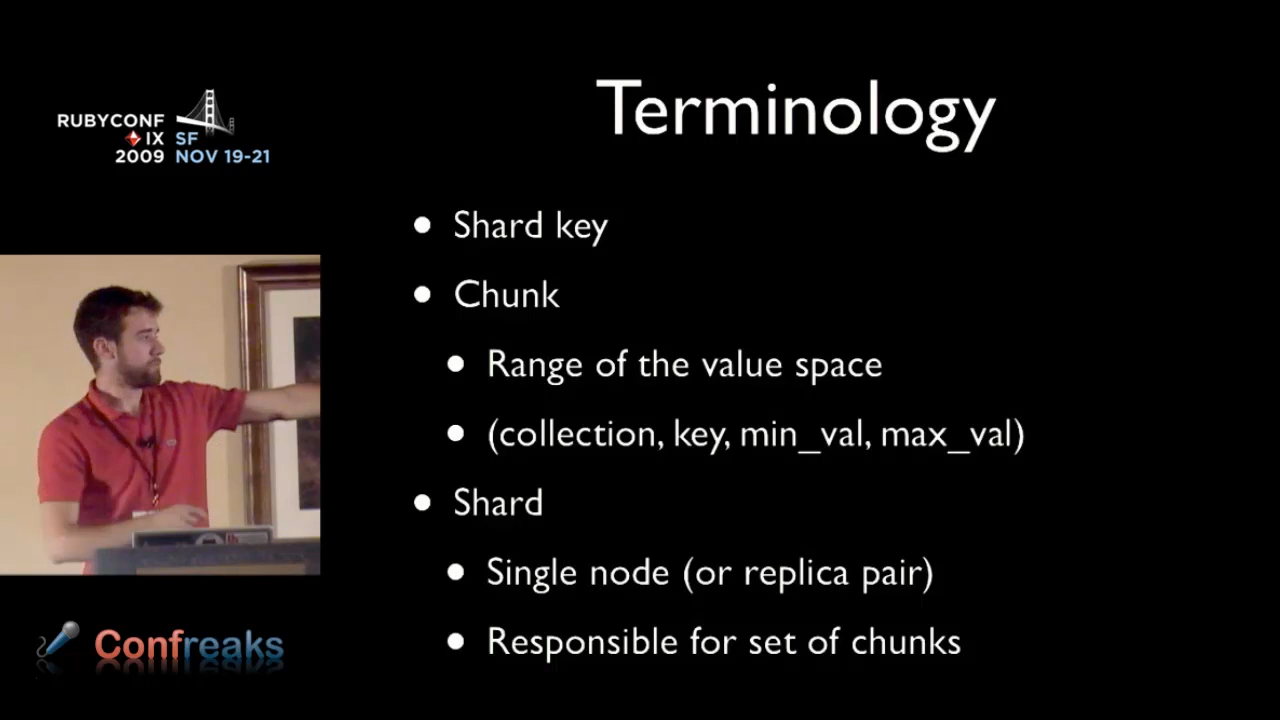 RUBYCONF
IX SF
2009 NOV 19-21
Terminology
Shard key
Chunk
Range of the value space
(collection, key, min_val, max_val)
Shard
Single node (or replica pair)
Responsible for set of chunks
Confreaks